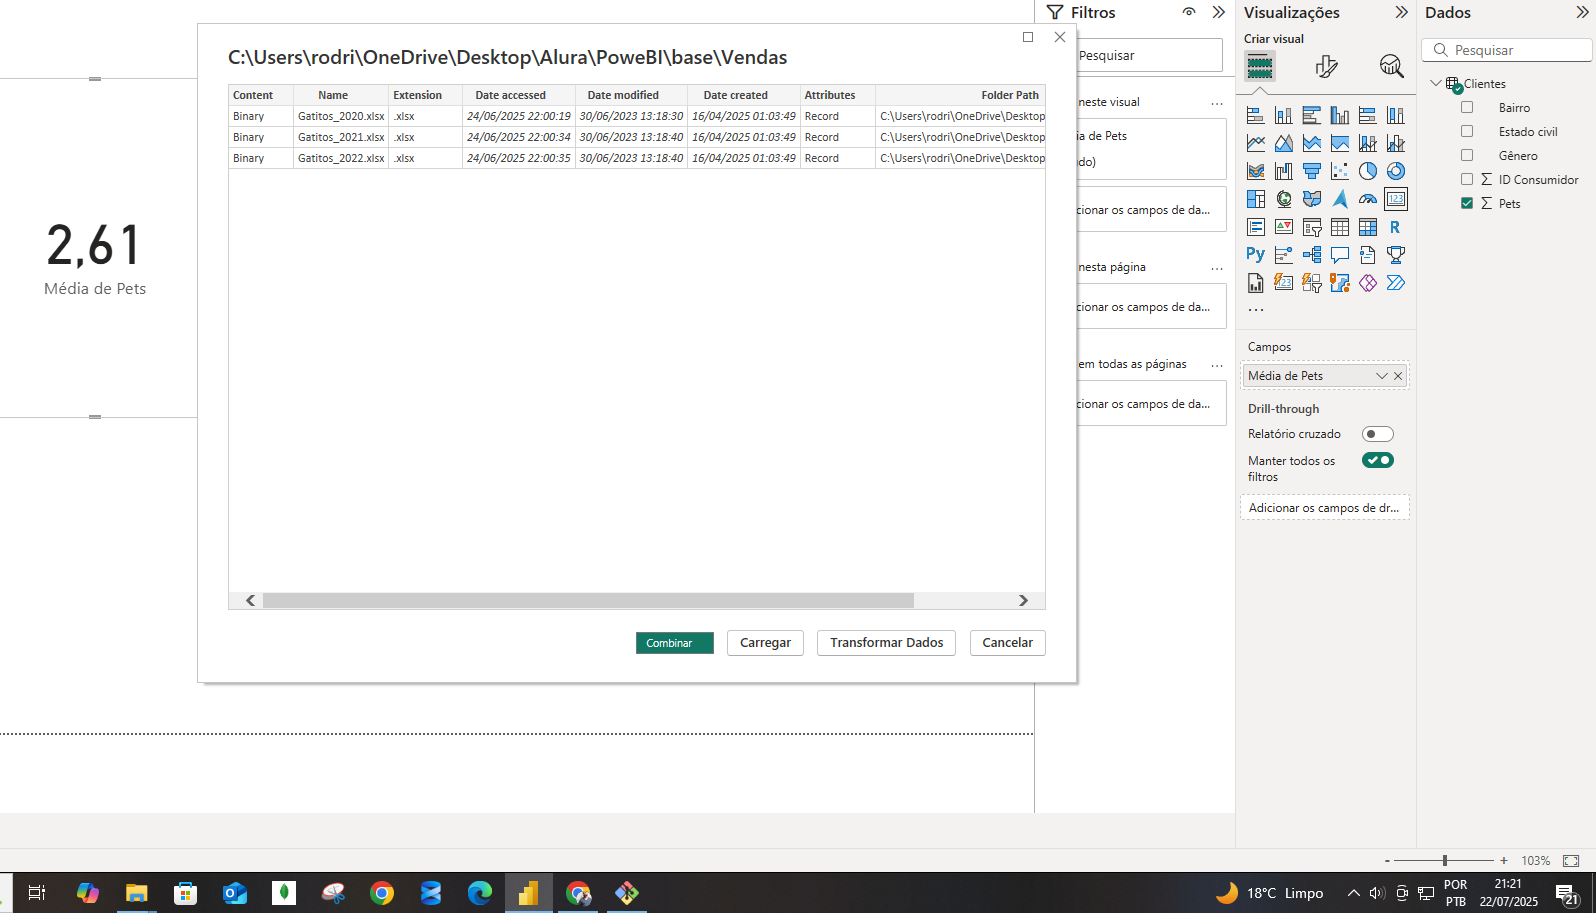 C:\Users\rodri\OneDrive\Desktop\Alura\PoweBI\base\Vendas
Content Name Extension Date accessed Date modified Date created Attributes Folder Path
Binary Gatitos_2020.xlsx .xlsx 24/06/2025 22:00:19 30/06/2023 13:18:30 16/04/2025 01:03:49 Record C:\Users\rodri\OneDrive\Desktop
Binary Gatitos_2021.xlsx .xlsx 24/06/2025 22:00:34 30/06/2023 13:18:40 16/04/2025 01:03:49 Record C:\Users\rodri\OneDrive\Desktop
Binary Gatitos_2022.xlsx .xlsx 24/06/2025 22:00:35 30/06/2023 13:18:40 16/04/2025 01:03:49 Record C:\Users\rodri\OneDrive\Desktop
Combinar Carregar Transformar Dados Cancelar
2,61
Média de Pets
Filtros
Pesquisar
neste visual ...
ia de Pets
do)
cionar os campos de da...
nesta página ...
cionar os campos de da...
em todas as páginas ...
cionar os campos de da...
Visualizações
Criar visual
123
R
Py
123
...
Campos
Média de Pets
Drill-through
Relatório cruzado
Manter todos os
filtros
Adicionar os campos de dr...
Dados
Pesquisar
Clientes
Bairro
Estado civil
Gênero
Σ ID Consumidor
Σ Pets
- + 103%
18°C Limpo
POR
PTB
21:21
22/07/2025
21